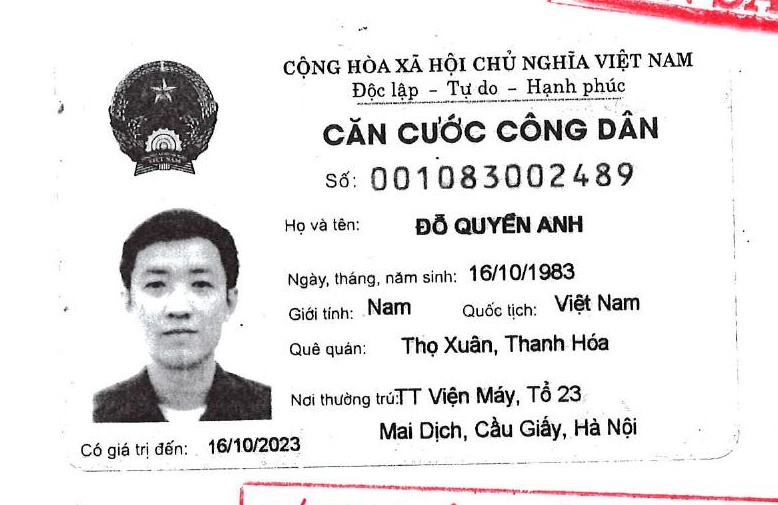 CỘNG HÒA XÃ HỘI CHỦ NGHĨA VIỆT NAM
Độc lập - Tự do - Hạnh phúc
CĂN CƯỚC CÔNG DÂN
Số: 001083002489
Họ và tên: ĐỖ QUYỀN ANH
Ngày, tháng, năm sinh: 16/10/1983
Giới tính: Nam Quốc tịch: Việt Nam
Quê quán: Thọ Xuân, Thanh Hóa
Nơi thường trú: TT Viện Máy, Tổ 23
Mai Dịch, Cầu Giấy, Hà Nội
Có giá trị đến: 16/10/2023
VIỆT NAM